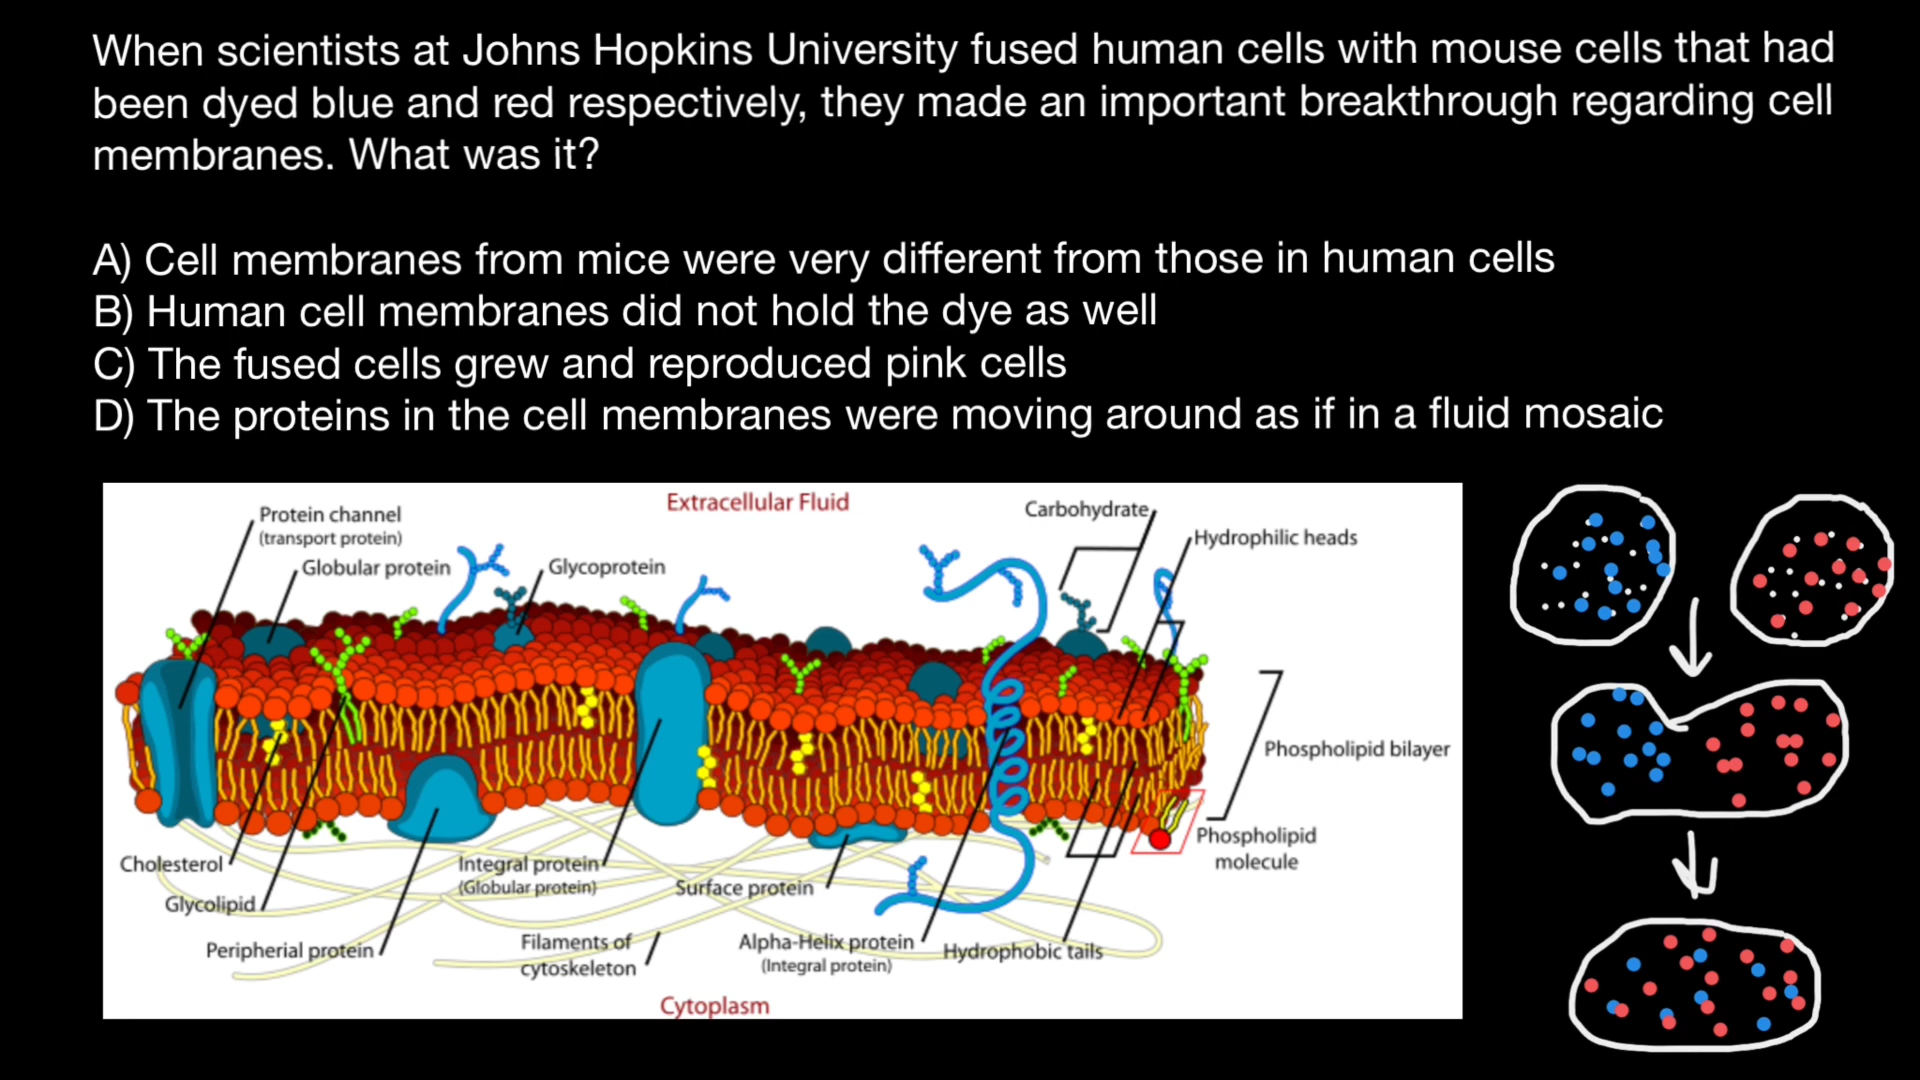 When scientists at Johns Hopkins University fused human cells with mouse cells that had
been dyed blue and red respectively, they made an important breakthrough regarding cell
membranes. What was it?
A) Cell membranes from mice were very different from those in human cells
B) Human cell membranes did not hold the dye as well
C) The fused cells grew and reproduced pink cells
D) The proteins in the cell membranes were moving around as if in a fluid mosaic
Extracellular Fluid
Protein channel
(transport protein)
Globular protein
Glycoprotein
Carbohydrate
Hydrophilic heads
Phospholipid bilayer
Phospholipid
molecule
Cholesterol
Glycolipid
Peripherial protein
Integral protein
(Globular protein)
Filaments of
cytoskeleton
Surface protein
Alpha-Helix protein
(Integral protein)
Hydrophobic tails
Cytoplasm